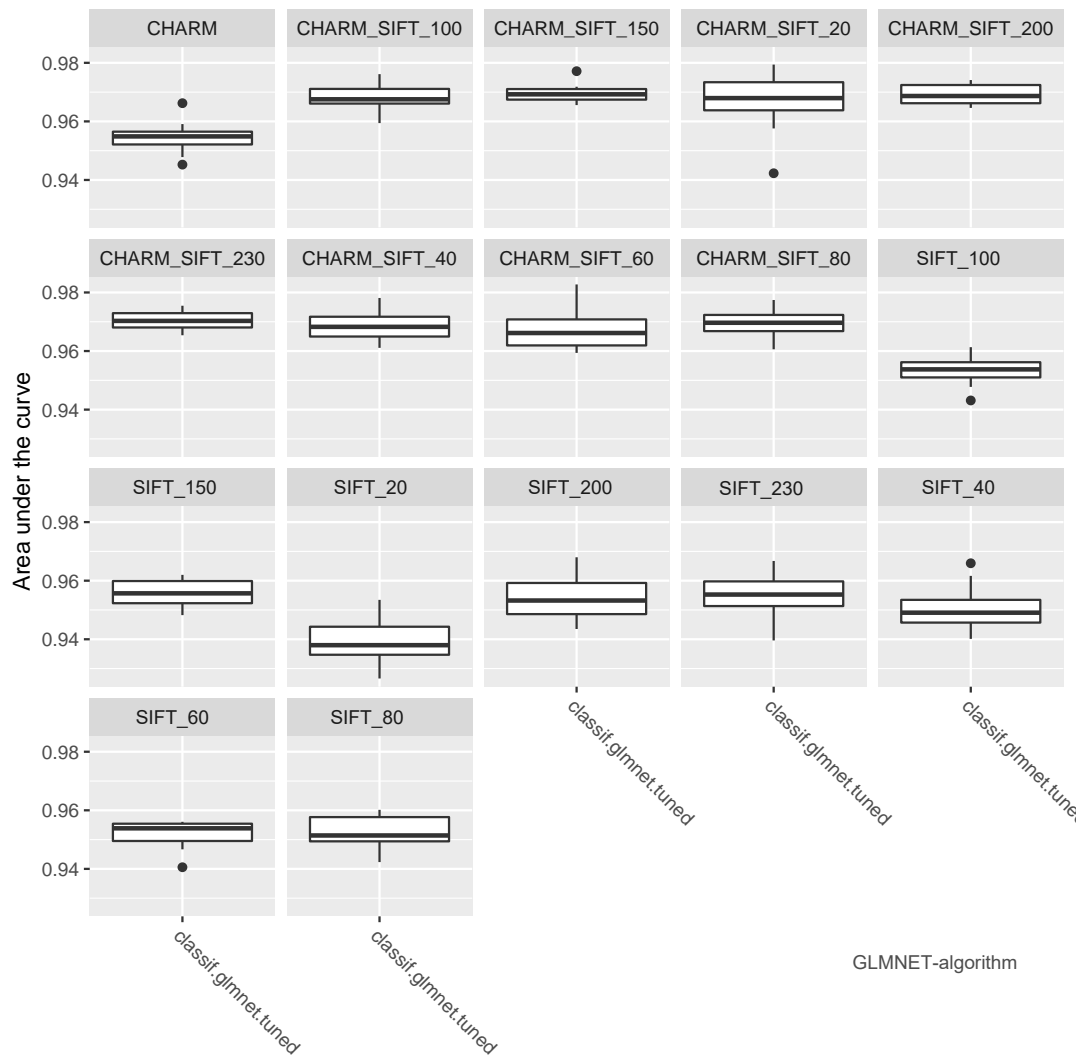 CHARM CHARM_SIFT_100 CHARM_SIFT_150 CHARM_SIFT_20 CHARM_SIFT_200
0.98
0.96
0.94
CHARM_SIFT_230 CHARM_SIFT_40 CHARM_SIFT_60 CHARM_SIFT_80 SIFT_100
0.98
0.96
0.94
Area under the curve
SIFT_150 SIFT_20 SIFT_200 SIFT_230 SIFT_40
0.98
0.96
0.94
classif.glmnet.tuned classif.glmnet.tuned classif.glmnet.tuned
SIFT_60 SIFT_80
0.98
0.96
0.94
classif.glmnet.tuned classif.glmnet.tuned
GLMNET-algorithm